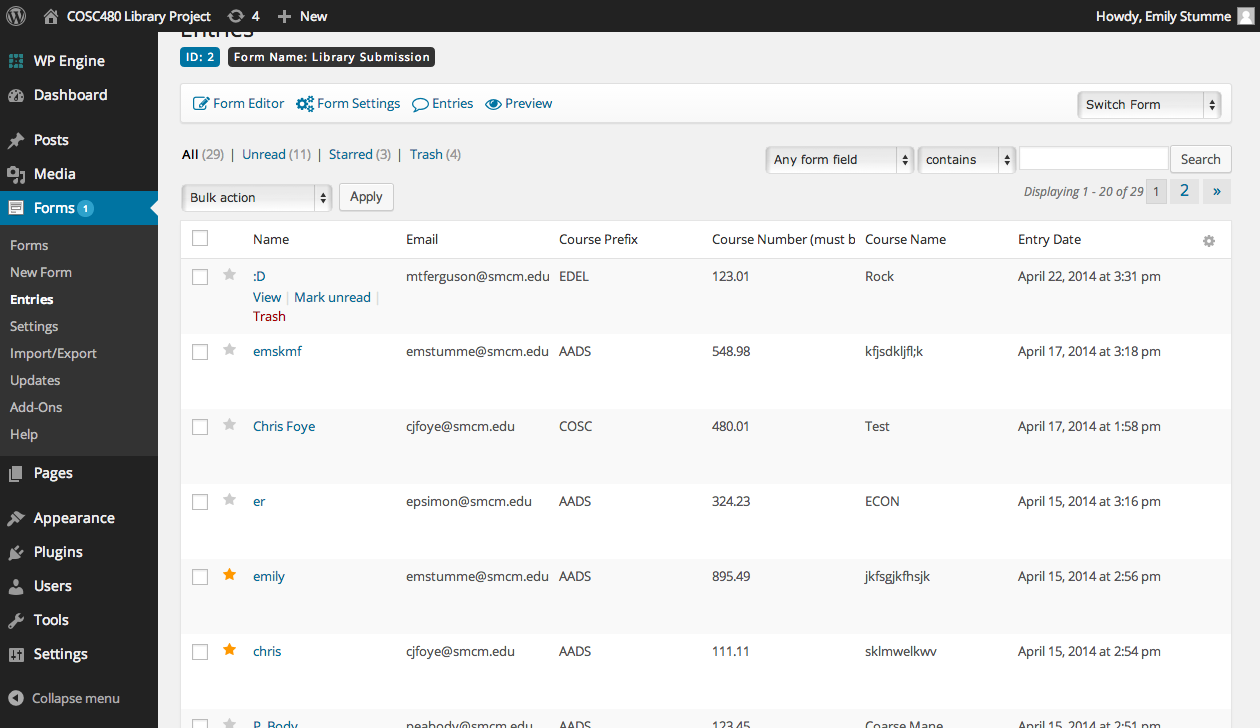 COSC480 Library Project 4 New Howdy, Emily Stumme
WP Engine
Dashboard
Posts
Media
Forms 1
Forms
New Form
Entries
Settings
Import/Export
Updates
Add-Ons
Help
Pages
Appearance
Plugins
Users
Tools
Settings
Collapse menu
Entries
ID: 2 Form Name: Library Submission
Form Editor Form Settings Entries Preview Switch Form
All (29) | Unread (11) | Starred (3) | Trash (4) Any form field contains Search
Bulk action Apply Displaying 1 - 20 of 29 1 2 »
Name Email Course Prefix Course Number (must b Course Name Entry Date
:D mtferguson@smcm.edu EDEL 123.01 Rock April 22, 2014 at 3:31 pm
View | Mark unread |
Trash
emskmf emstumme@smcm.edu AADS 548.98 kfjsdkljfl;k April 17, 2014 at 3:18 pm
Chris Foye cjfoye@smcm.edu COSC 480.01 Test April 17, 2014 at 1:58 pm
er epsimon@smcm.edu AADS 324.23 ECON April 15, 2014 at 3:16 pm
emily emstumme@smcm.edu AADS 895.49 jkfsgjkfhsjk April 15, 2014 at 2:56 pm
chris cjfoye@smcm.edu AADS 111.11 sklmwelkwv April 15, 2014 at 2:54 pm
P. Body peabody@smcm.edu AADS 123.45 Coarse Mane April 15, 2014 at 2:51 pm